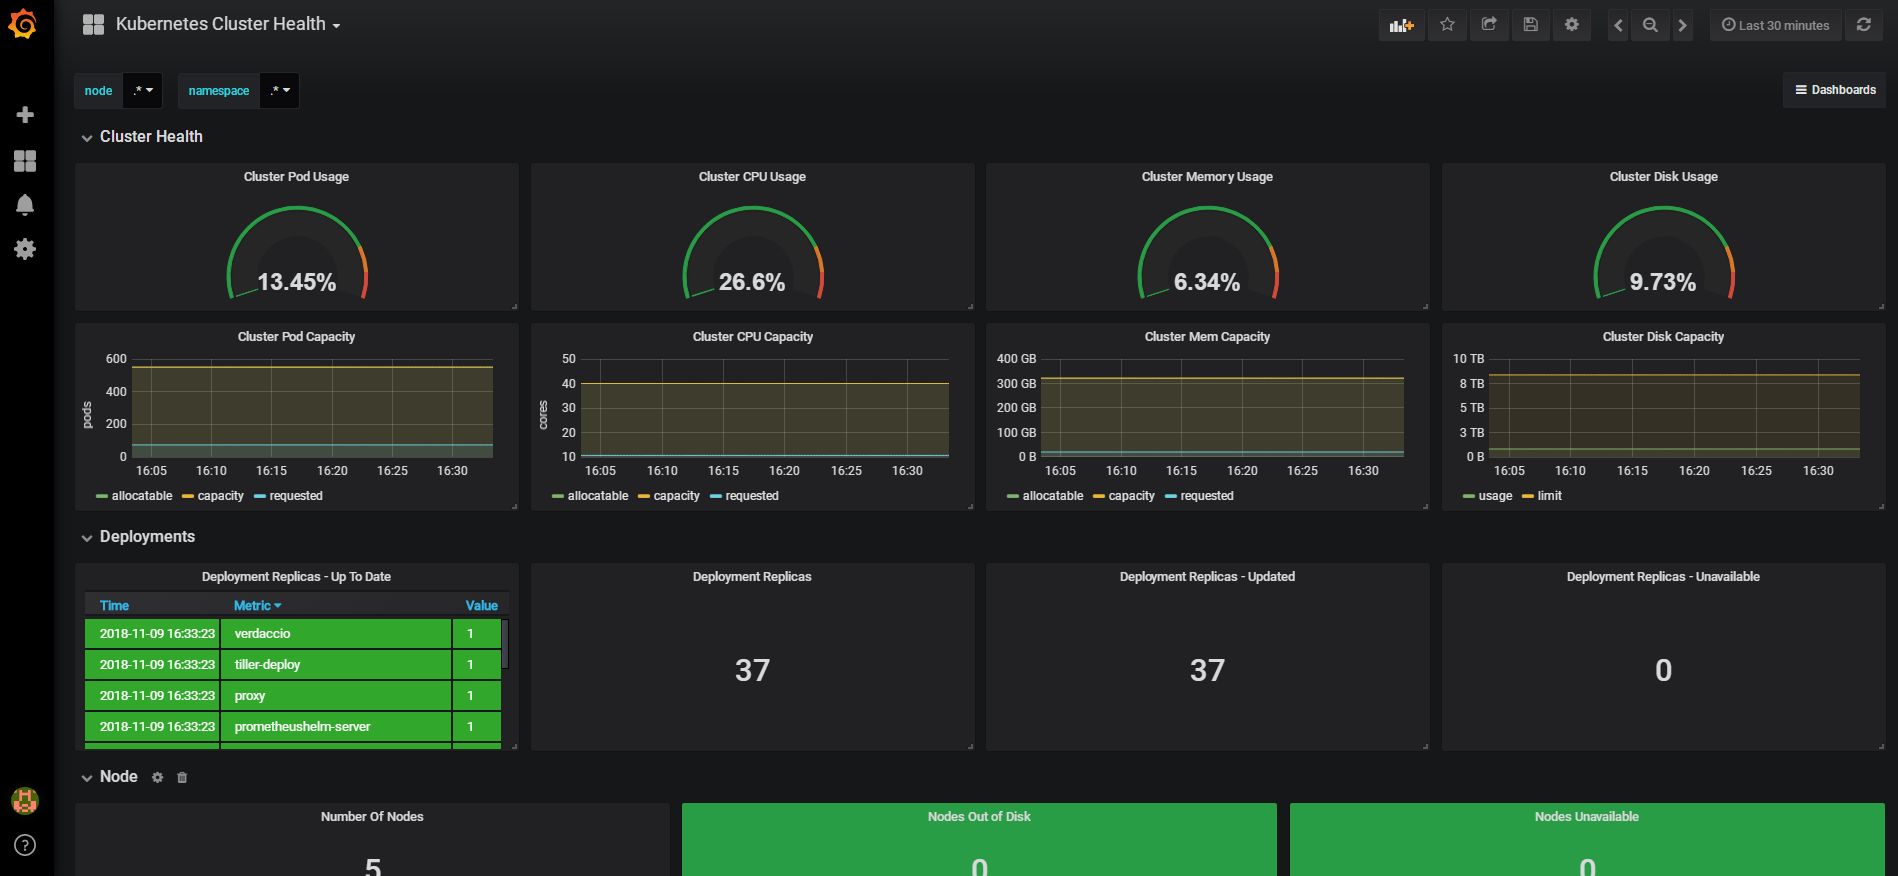 Kubernetes Cluster Health
Last 30 minutes
node .* namespace .*
Dashboards
Cluster Health
Cluster Pod Usage
13.45%
Cluster CPU Usage
26.6%
Cluster Memory Usage
6.34%
Cluster Disk Usage
9.73%
Cluster Pod Capacity
600
400
200
0
pods
16:05 16:10 16:15 16:20 16:25 16:30
allocatable capacity requested
Cluster CPU Capacity
50
40
30
20
10
cores
16:05 16:10 16:15 16:20 16:25 16:30
allocatable capacity requested
Cluster Mem Capacity
400 GB
300 GB
200 GB
100 GB
0 B
16:05 16:10 16:15 16:20 16:25 16:30
allocatable capacity requested
Cluster Disk Capacity
10 TB
8 TB
5 TB
3 TB
0 B
16:05 16:10 16:15 16:20 16:25 16:30
usage limit
Deployments
Deployment Replicas - Up To Date
Time Metric Value
2018-11-09 16:33:23 verdaccio 1
2018-11-09 16:33:23 tiller-deploy 1
2018-11-09 16:33:23 proxy 1
2018-11-09 16:33:23 prometheushelm-server 1
Deployment Replicas
37
Deployment Replicas - Updated
37
Deployment Replicas - Unavailable
0
Node
Number Of Nodes
5
Nodes Out of Disk
0
Nodes Unavailable
0
?